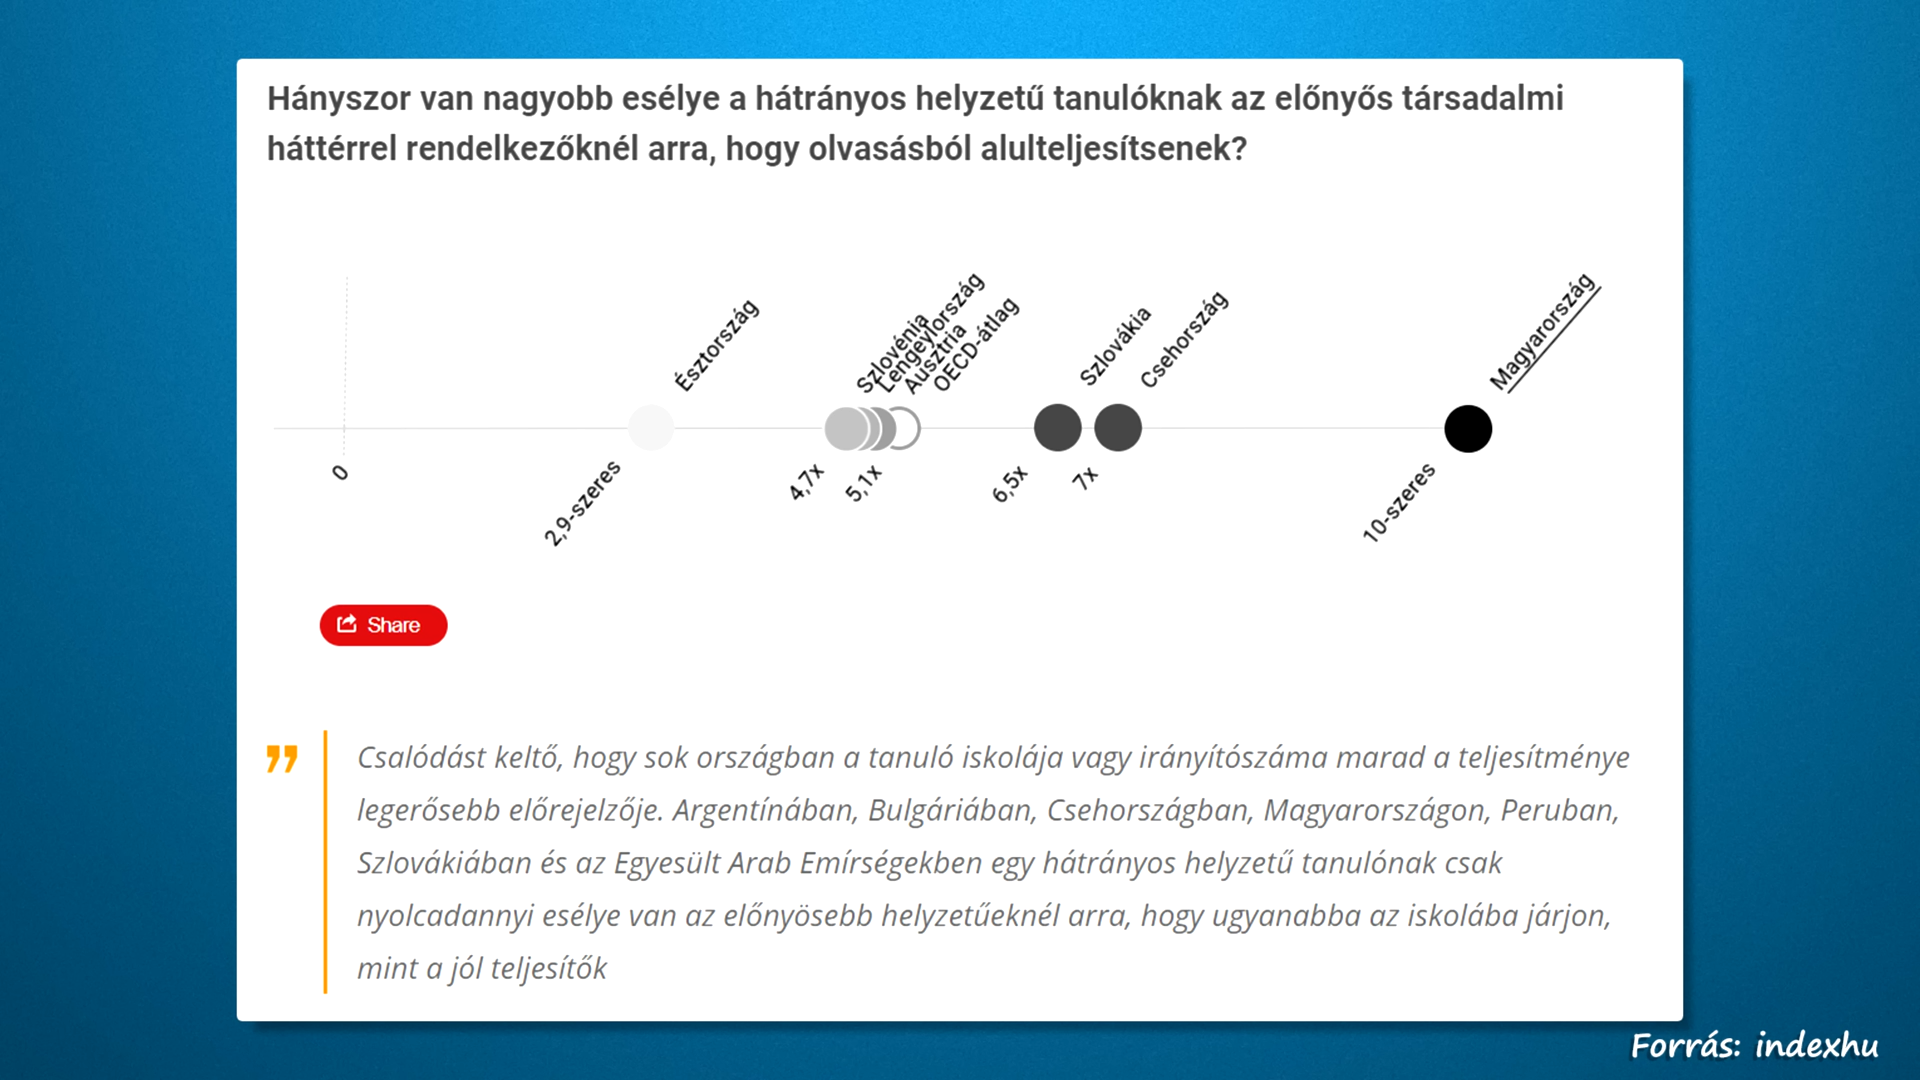 Hányszor van nagyobb esélye a hátrányos helyzetű tanulóknak az előnyős társadalmi
háttérrel rendelkezőknél arra, hogy olvasásból alulteljesítsenek?
Észtország
Szlovénia
Lengeylország
Ausztria
OECD-átlag
Szlovákia
Csehország
Magyarország
0
2,9-szeres
4,7x
5,1x
6,5x
7x
10-szeres
Share
" Csalódást keltő, hogy sok országban a tanuló iskolája vagy irányítószáma marad a teljesítménye
legerősebb előrejelzője. Argentínában, Bulgáriában, Csehországban, Magyarországon, Peruban,
Szlovákiában és az Egyesült Arab Emírségekben egy hátrányos helyzetű tanulónak csak
nyolcadannyi esélye van az előnyösebb helyzetűeknél arra, hogy ugyanabba az iskolába járjon,
mint a jól teljesítők
Forrás: indexhu